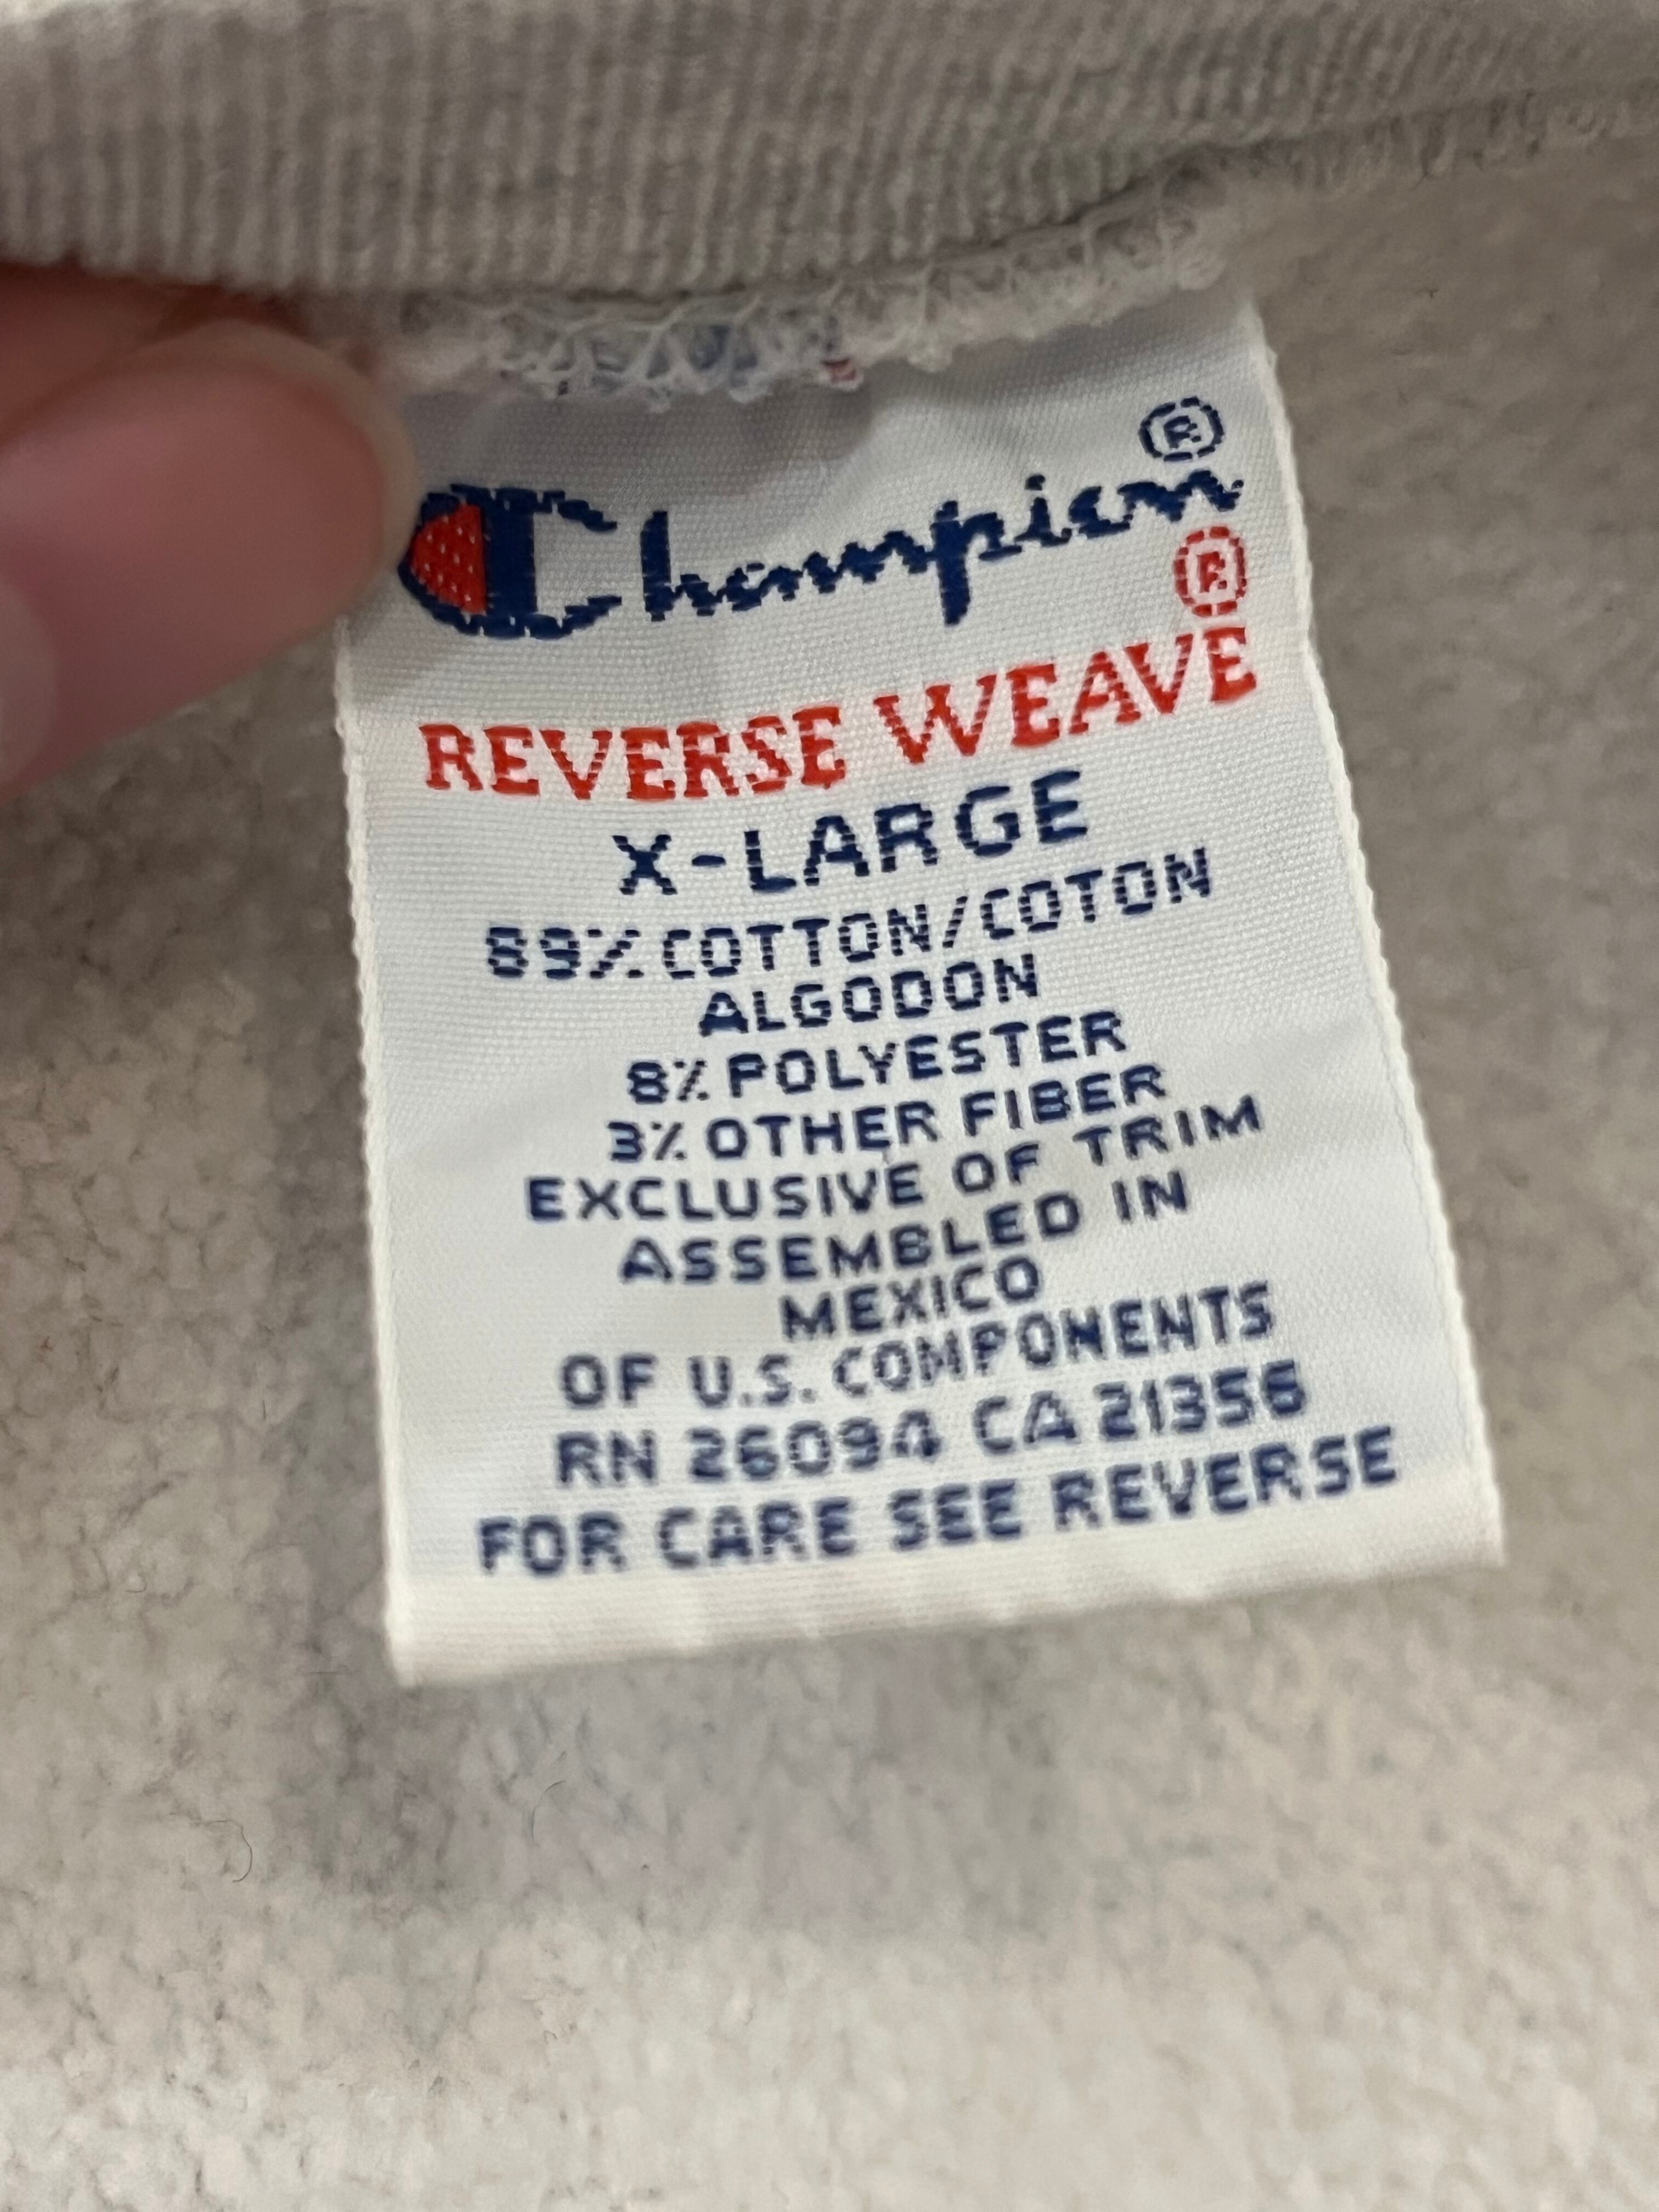 Champion®
REVERSE WEAVE®
X-LARGE
89% COTTON/COTON
ALGODON
8% POLYESTER
3% OTHER FIBER
EXCLUSIVE OF TRIM
ASSEMBLED IN
MEXICO
OF U.S. COMPONENTS
RN 26094 CA 21356
FOR CARE SEE REVERSE